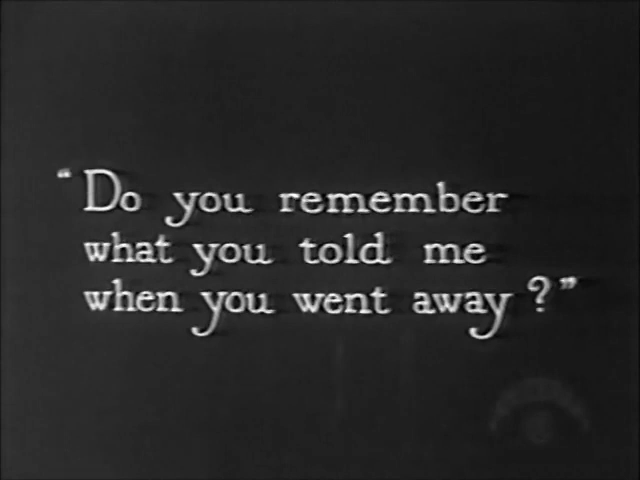 “Do you remember
what you told me
when you went away?”